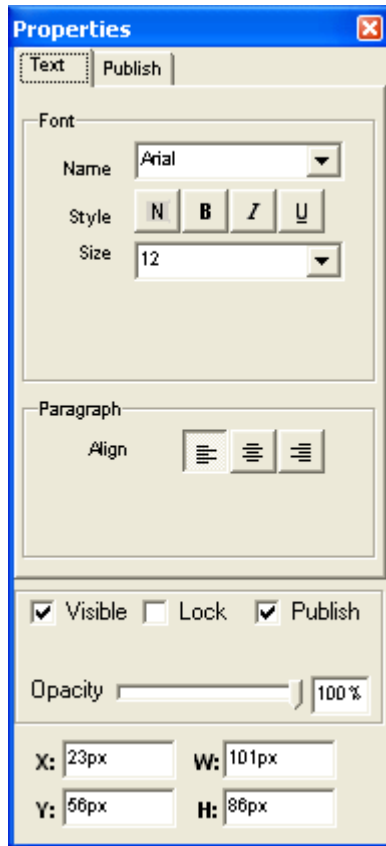 Properties
Text Publish
Font
Name Arial
Style N B I U
Size 12
Paragraph
Align
Visible Lock Publish
Opacity 100%
X: 23px W: 101px
Y: 56px H: 86px